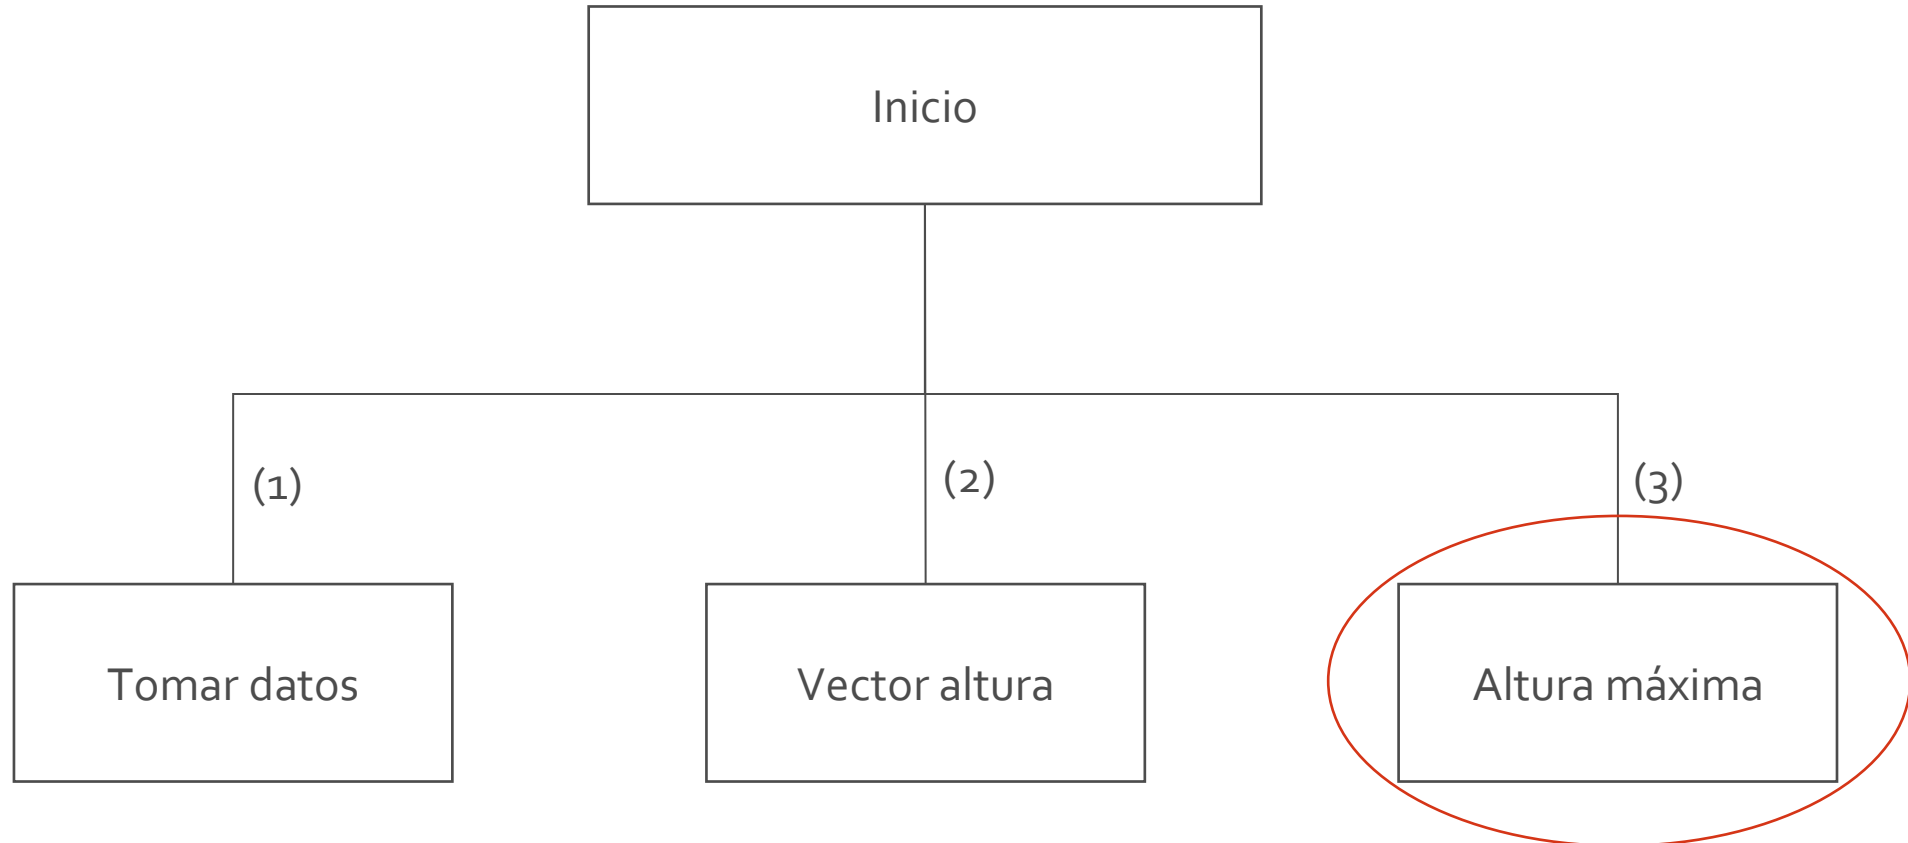 Inicio
(1)
(2)
(3)
Tomar datos
Vector altura
Altura máxima